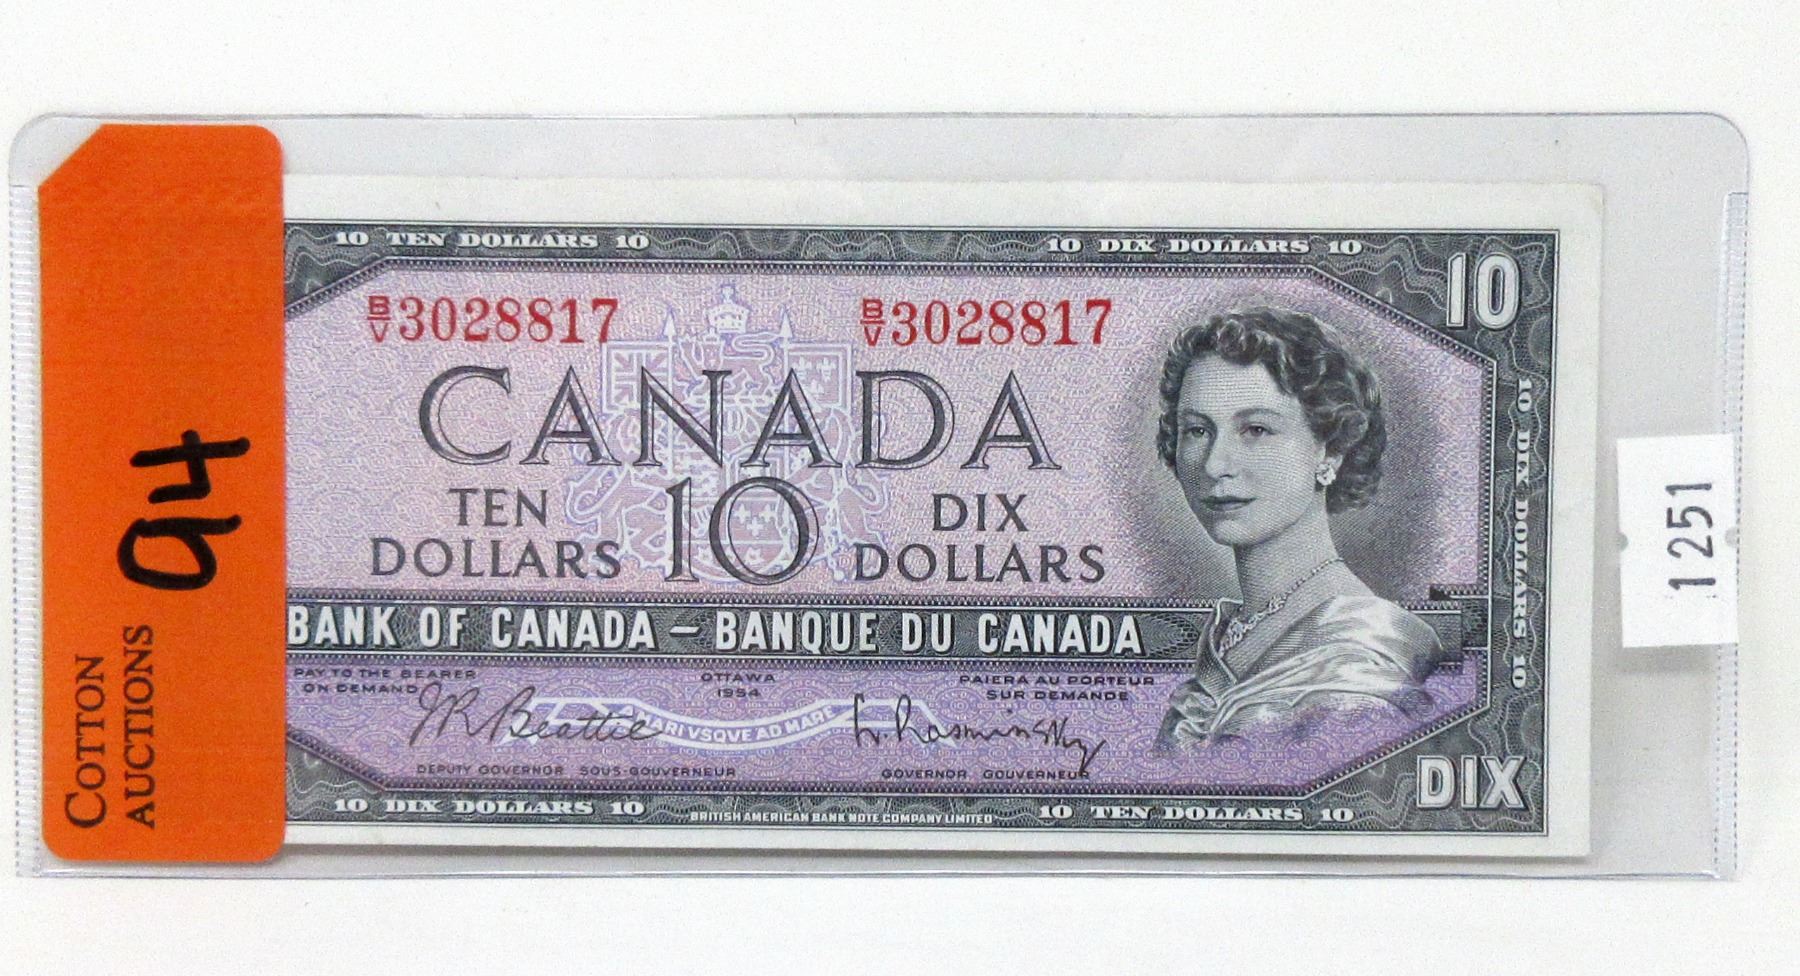 COTTON
AUCTIONS
94
10 TEN DOLLARS 10
10 DIX DOLLARS 10
10
B/V 3028817
B/V 3028817
CANADA
TEN
DOLLARS
10
DIX
DOLLARS
10 DIX DOLLARS 10
BANK OF CANADA – BANQUE DU CANADA
PAY TO THE BEARER
ON DEMAND
OTTAWA
1954
PAIERA AU PORTEUR
SUR DEMANDE
JR Beattie
A MARI VSQVE AD MARE
L. Rasminsky
DEPUTY GOVERNOR SOUS-GOUVERNEUR
GOVERNOR GOUVERNEUR
DIX
10 DIX DOLLARS 10
BRITISH AMERICAN BANK NOTE COMPANY LIMITED
10 TEN DOLLARS 10
1251